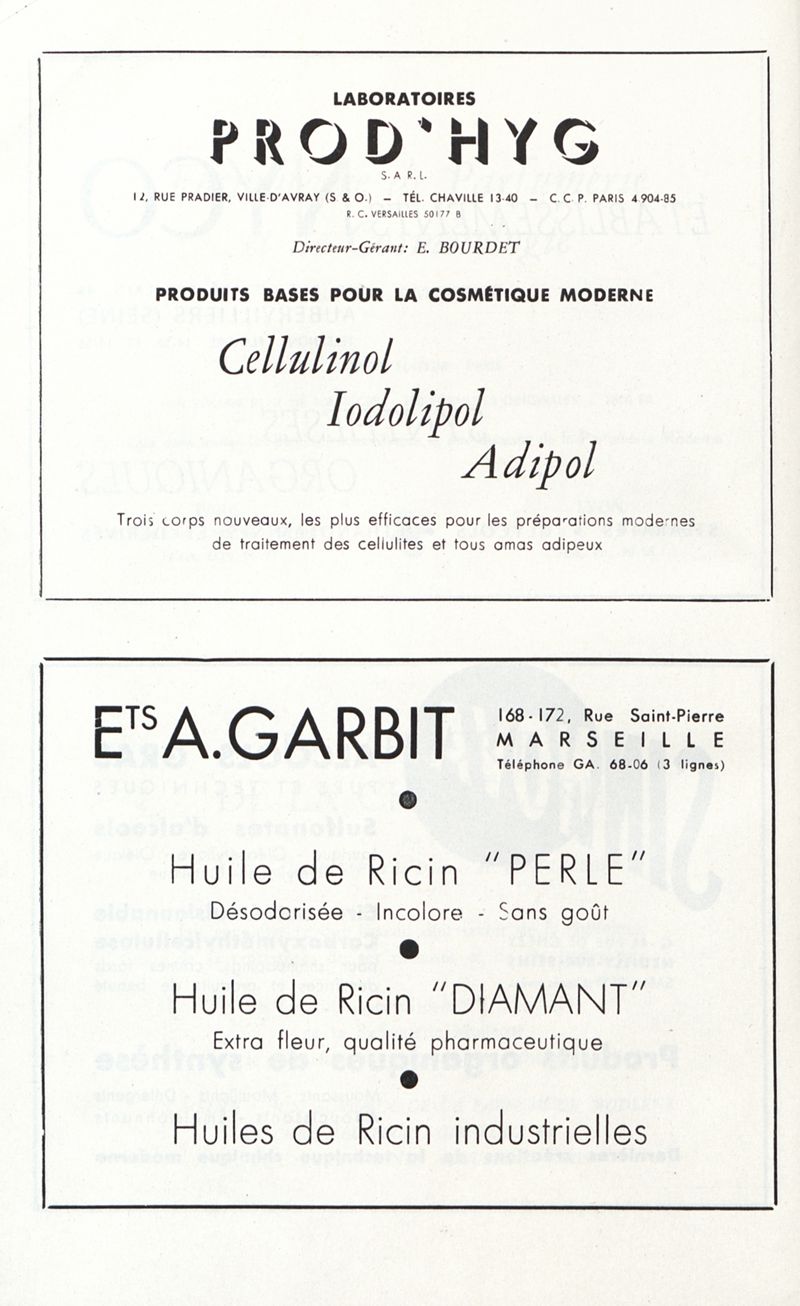 LABORATOIRES
PROD'HYG
S. A R. L.
12, RUE PRADIER, VILLE-D'AVRAY (S & O.) — TÉL. CHAVILLE 13-40 — C. C. P. PARIS 4.904-85
R. C. VERSAILLES 50177 B
Directeur-Gérant: E. BOURDET
PRODUITS BASES POUR LA COSMÉTIQUE MODERNE
Cellulinol
Iodolipol
Adipol
Trois corps nouveaux, les plus efficaces pour les préparations modernes
de traitement des cellulites et tous amas adipeux
ETS A. GARBIT
168-172, Rue Saint-Pierre
MARSEILLE
Téléphone GA. 68-06 (3 lignes)
Huile de Ricin "PERLE"
Désodorisée - Incolore - Sans goût
Huile de Ricin "DIAMANT"
Extra fleur, qualité pharmaceutique
Huiles de Ricin industrielles